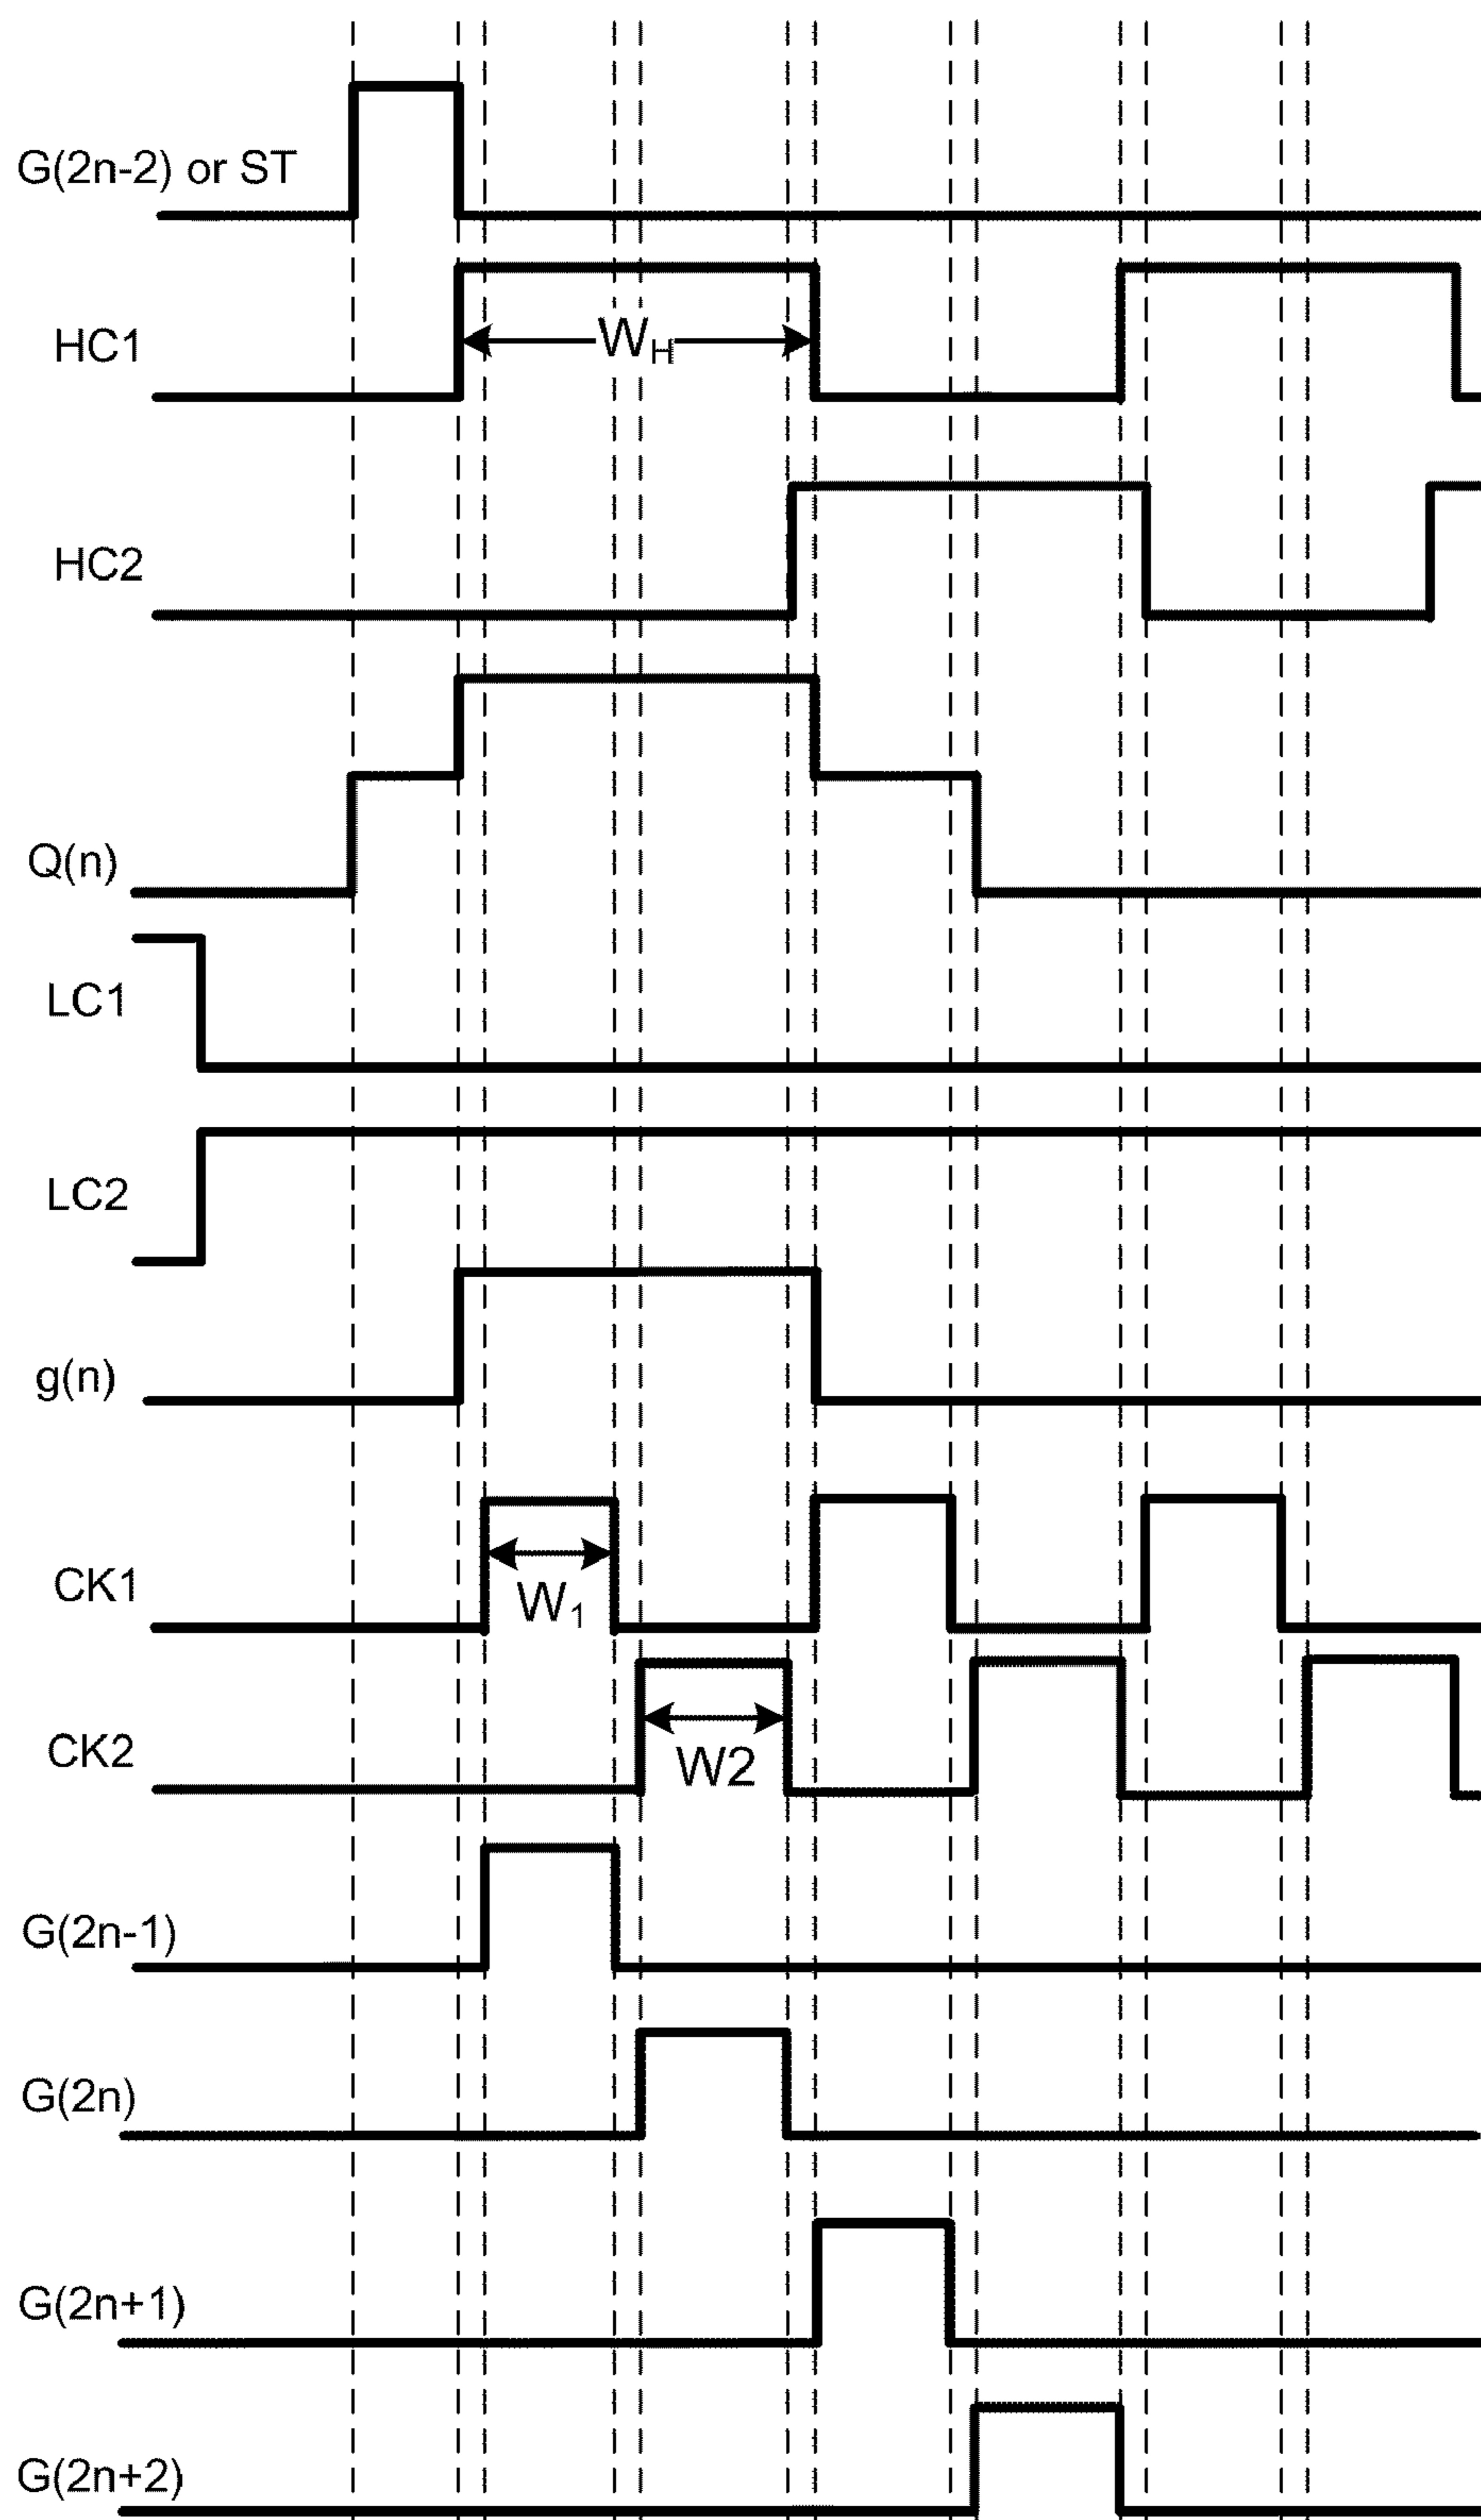 G(2n-2) or ST
HC1
WH
HC2
Q(n)
LC1
LC2
g(n)
CK1
W1
CK2
W2
G(2n-1)
G(2n)
G(2n+1)
G(2n+2)